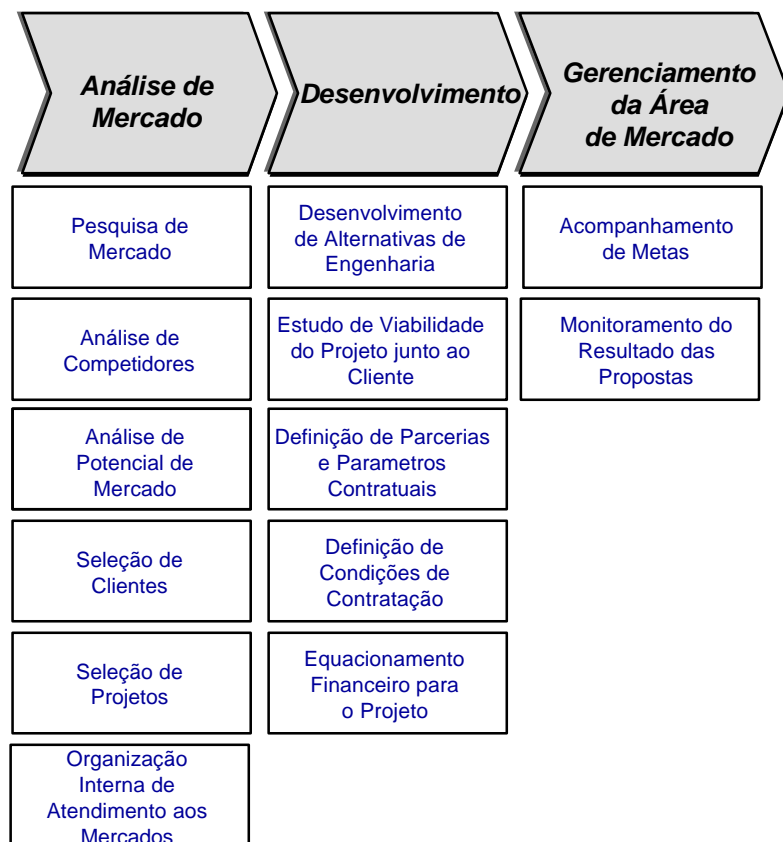 Análise de
Mercado
Desenvolvimento
Gerenciamento
da Área
de Mercado
Pesquisa de
Mercado
Análise de
Competidores
Análise de
Potencial de
Mercado
Seleção de
Clientes
Seleção de
Projetos
Organização
Interna de
Atendimento aos
Mercados
Desenvolvimento
de Alternativas de
Engenharia
Estudo de Viabilidade
do Projeto junto ao
Cliente
Definição de Parcerias
e Parametros
Contratuais
Definição de
Condições de
Contratação
Equacionamento
Financeiro para
o Projeto
Acompanhamento
de Metas
Monitoramento do
Resultado das
Propostas